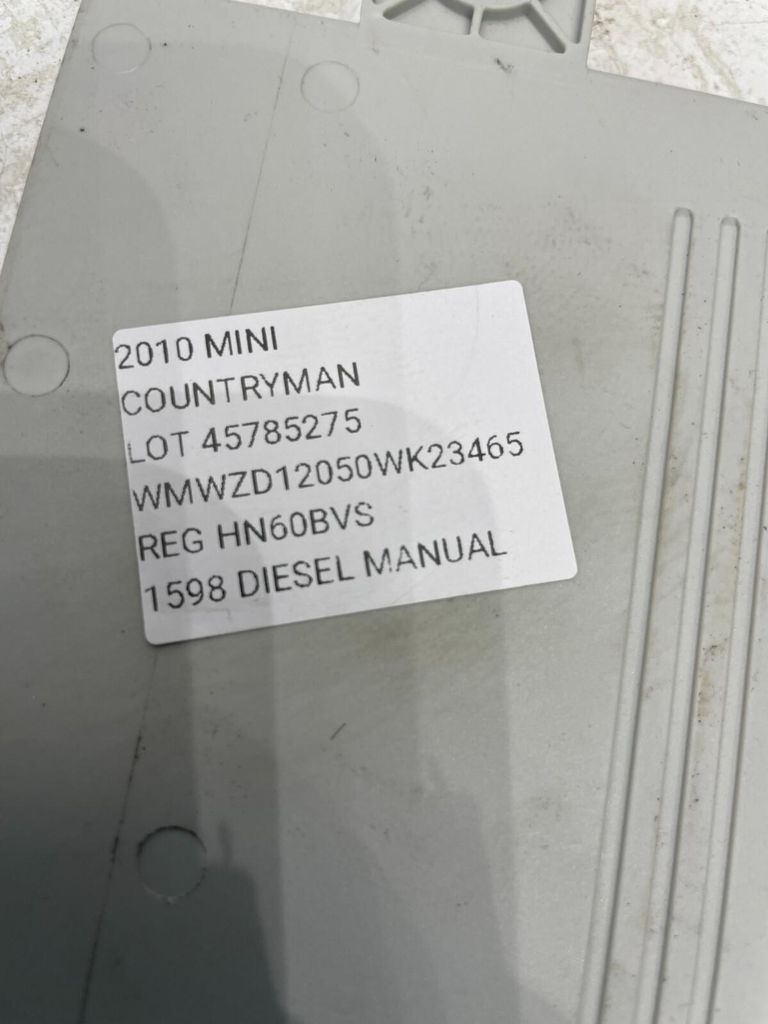 2010 MINI
COUNTRYMAN
LOT 45785275
WMWZD12050WK23465
REG HN60BVS
1598 DIESEL MANUAL